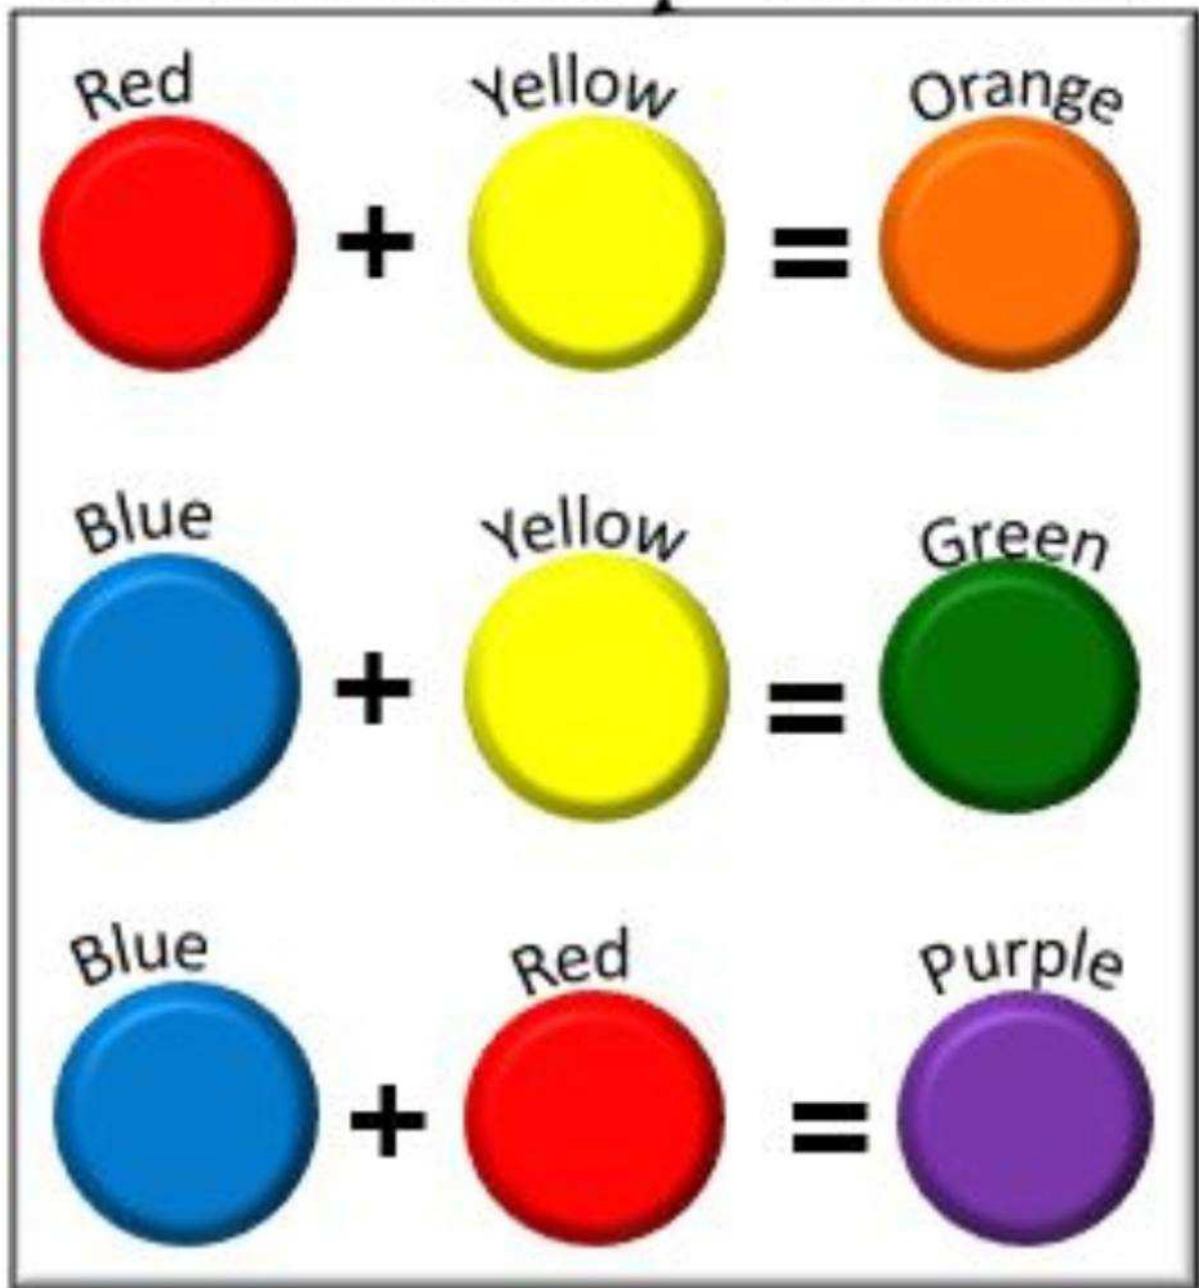 Red Yellow Orange
+ =
Blue Yellow Green
+ =
Blue Red Purple
+ =